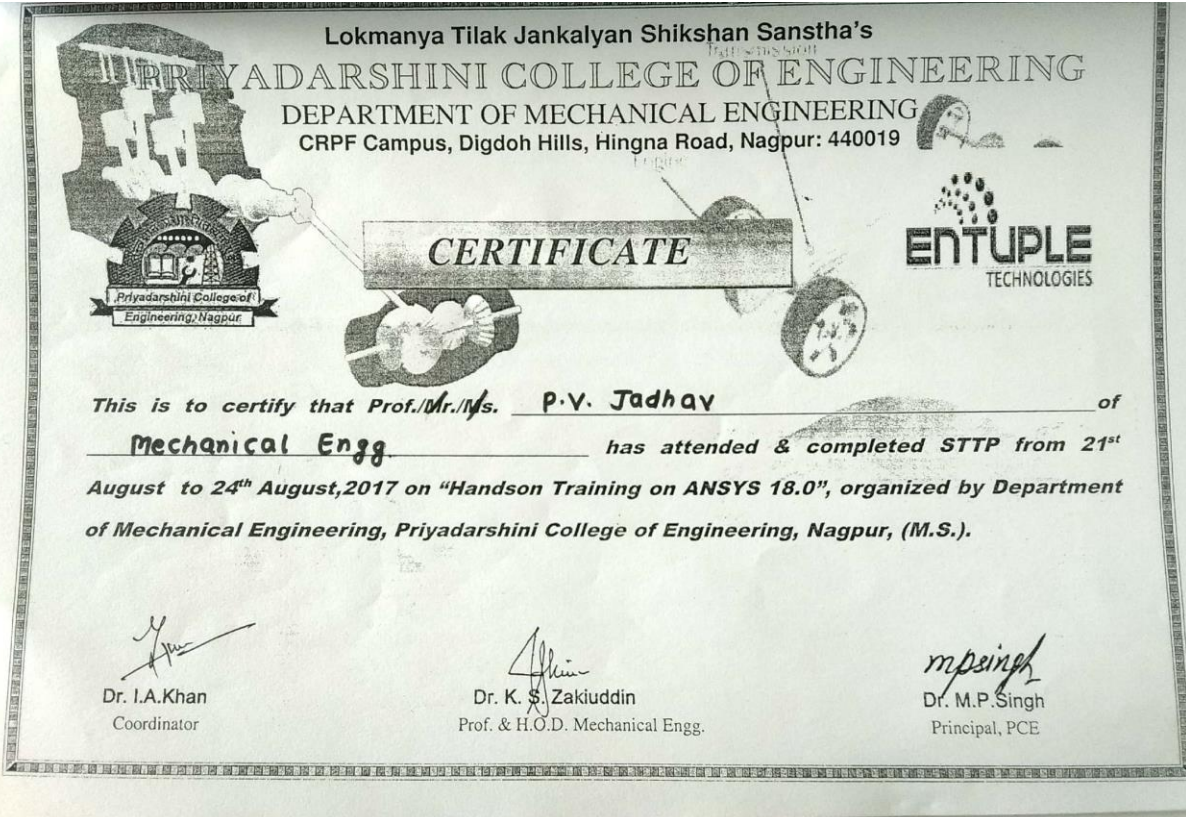 Lokmanya Tilak Jankalyan Shikshan Sanstha's
Transmission
PRIYADARSHINI COLLEGE OF ENGINEERING
DEPARTMENT OF MECHANICAL ENGINEERING
CRPF Campus, Digdoh Hills, Hingna Road, Nagpur: 440019
Engine
CERTIFICATE
ENTUPLE
TECHNOLOGIES
Priyadarshini College of
Engineering, Nagpur
This is to certify that Prof./Mr./Ms. P.V. Jadhav of
Mechanical Engg. has attended & completed STTP from 21st
August to 24th August,2017 on “Handson Training on ANSYS 18.0”, organized by Department
of Mechanical Engineering, Priyadarshini College of Engineering, Nagpur, (M.S.).
mpsingh
Dr. I.A.Khan
Dr. K. S. Zakiuddin
Dr. M.P.Singh
Coordinator
Prof. & H.O.D. Mechanical Engg.
Principal, PCE